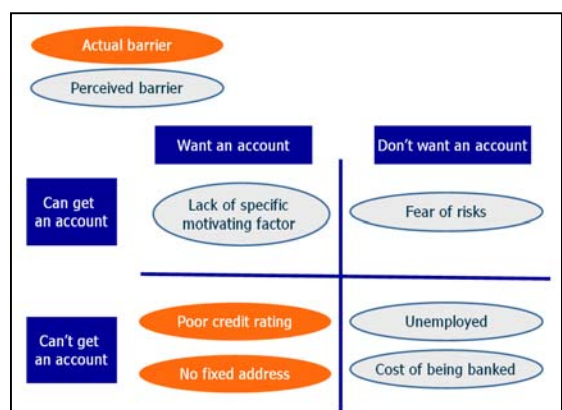 Actual barrier
Perceived barrier
Want an account
Don't want an account
Can get
an account
Lack of specific
motivating factor
Fear of risks
Can't get
an account
Poor credit rating
Unemployed
No fixed address
Cost of being banked